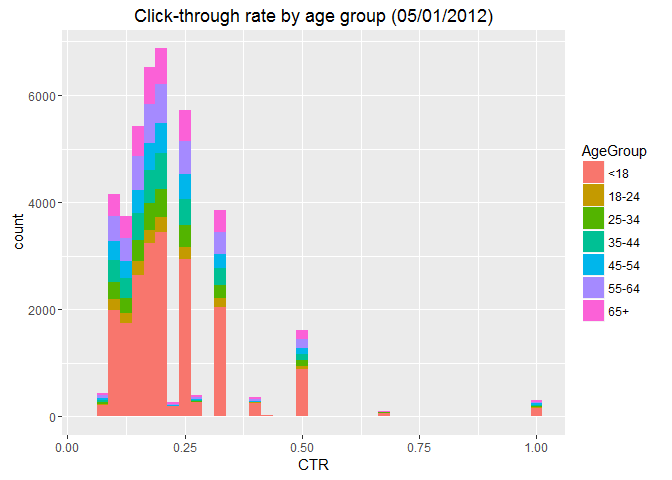 Click-through rate by age group (05/01/2012)
6000
4000
2000
0
count
0.00 0.25 0.50 0.75 1.00
CTR
AgeGroup
<18
18-24
25-34
35-44
45-54
55-64
65+